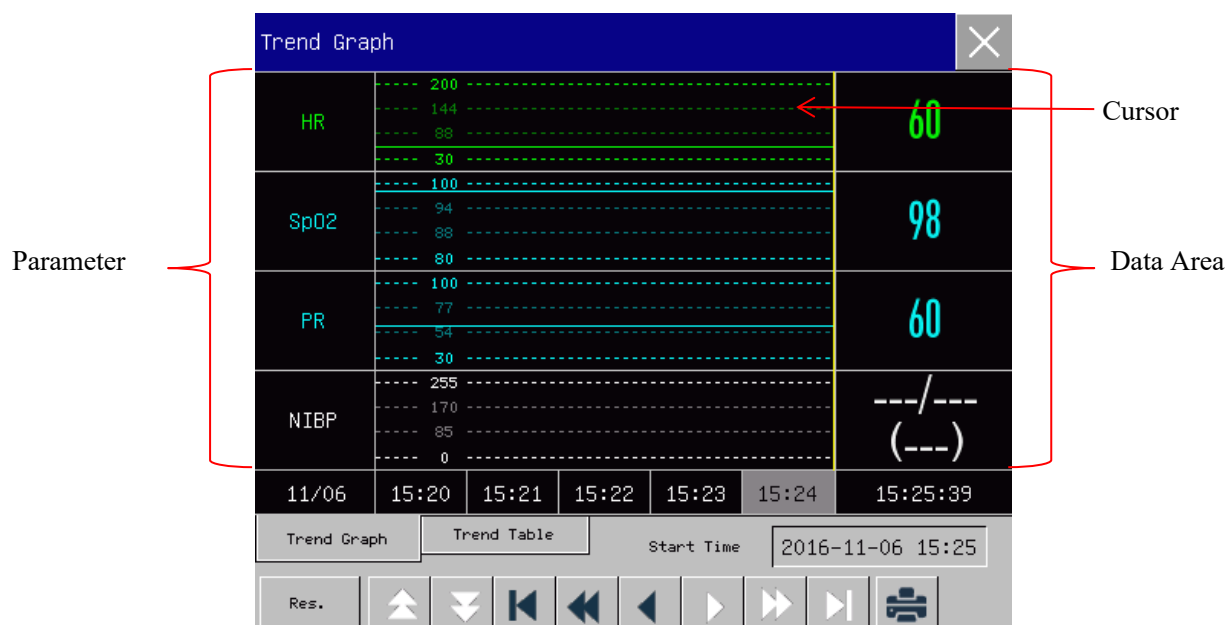 Trend Graph
HR
200
144
88
30
60
Cursor
SpO2
100
94
88
80
98
Parameter
Data Area
PR
100
77
54
30
60
NIBP
255
170
85
0
---/---
(---)
11/06 15:20 15:21 15:22 15:23 15:24 15:25:39
Trend Graph Trend Table Start Time 2016-11-06 15:25
Res.